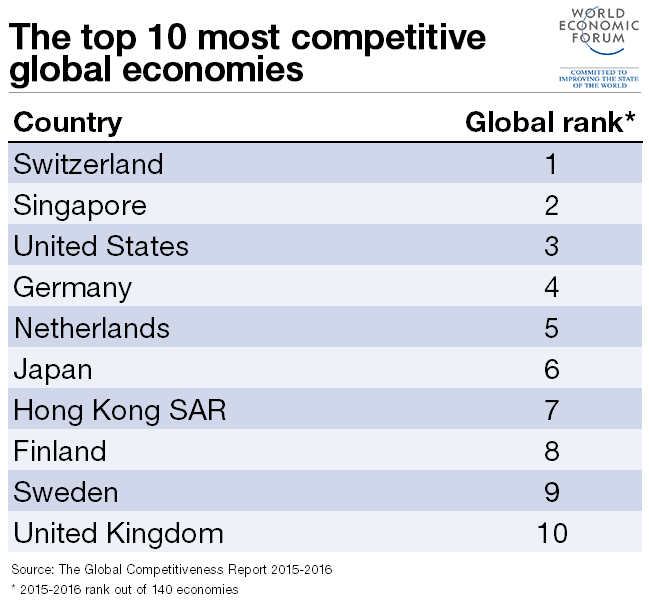 The top 10 most competitive
global economies
WORLD
ECONOMIC
FORUM
COMMITTED TO
IMPROVING THE STATE
OF THE WORLD
Country Global rank*
Switzerland 1
Singapore 2
United States 3
Germany 4
Netherlands 5
Japan 6
Hong Kong SAR 7
Finland 8
Sweden 9
United Kingdom 10
Source: The Global Competitiveness Report 2015-2016
* 2015-2016 rank out of 140 economies